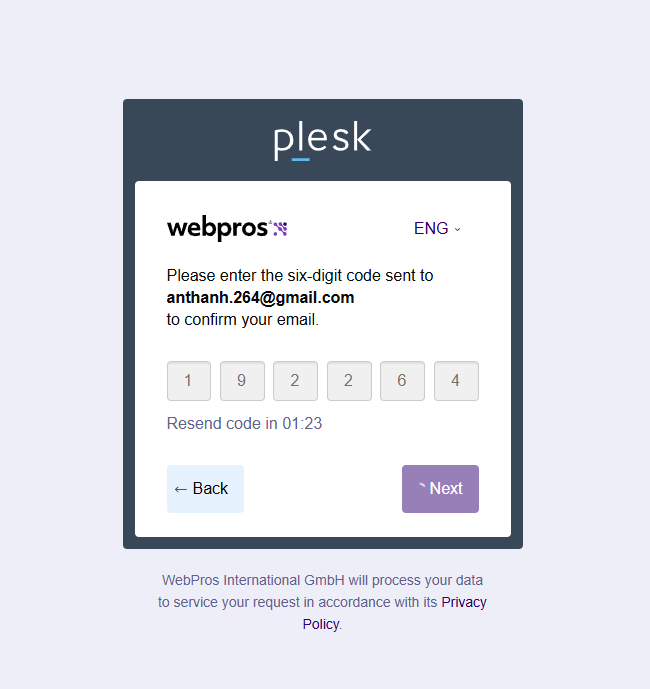 plesk
webpros®
ENG
Please enter the six-digit code sent to
anthanh.264@gmail.com
to confirm your email.
1 9 2 2 6 4
Resend code in 01:23
← Back
Next
WebPros International GmbH will process your data
to service your request in accordance with its Privacy
Policy.